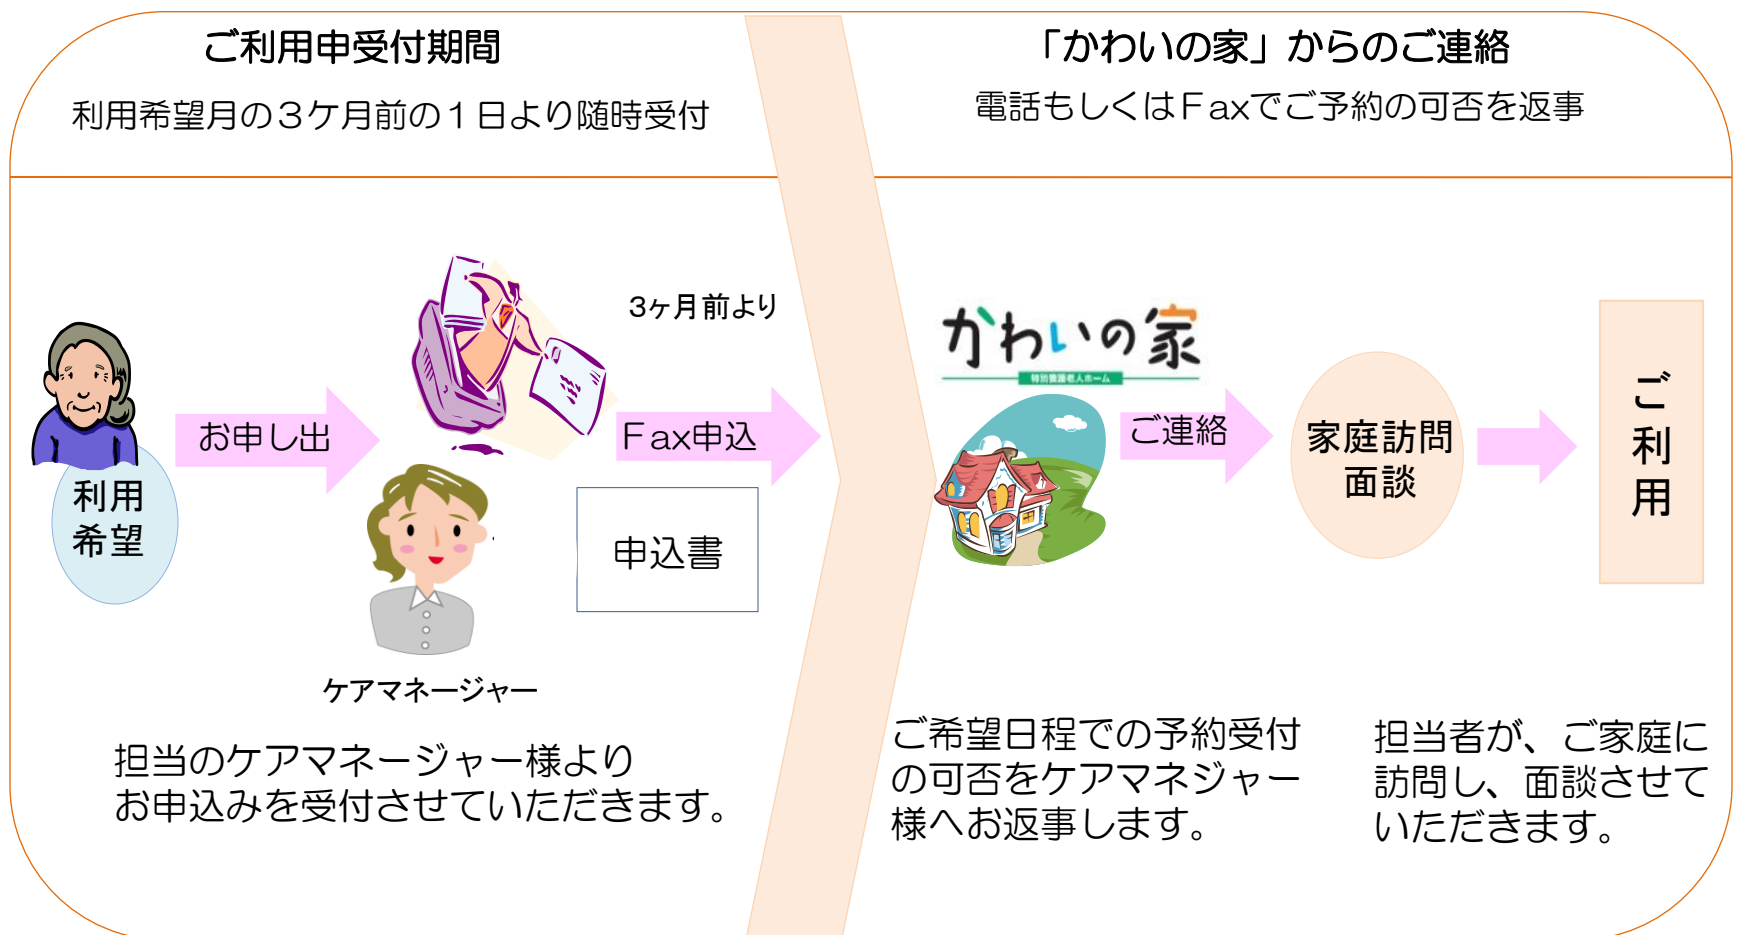 ご利用申受付期間
利用希望月の３ケ月前の１日より随時受付
「かわいの家」からのご連絡
電話もしくはＦaxでご予約の可否を返事
利用
希望
お申し出
3ヶ月前より
Ｆax申込
申込書
ケアマネージャー
担当のケアマネージャー様より
お申込みを受付させていただきます。
かわいの家
特別養護老人ホーム
ご連絡
家庭訪問
面談
ご利用
ご希望日程での予約受付
の可否をケアマネジャー
様へお返事します。
担当者が、ご家庭に
訪問し、面談させて
いただきます。